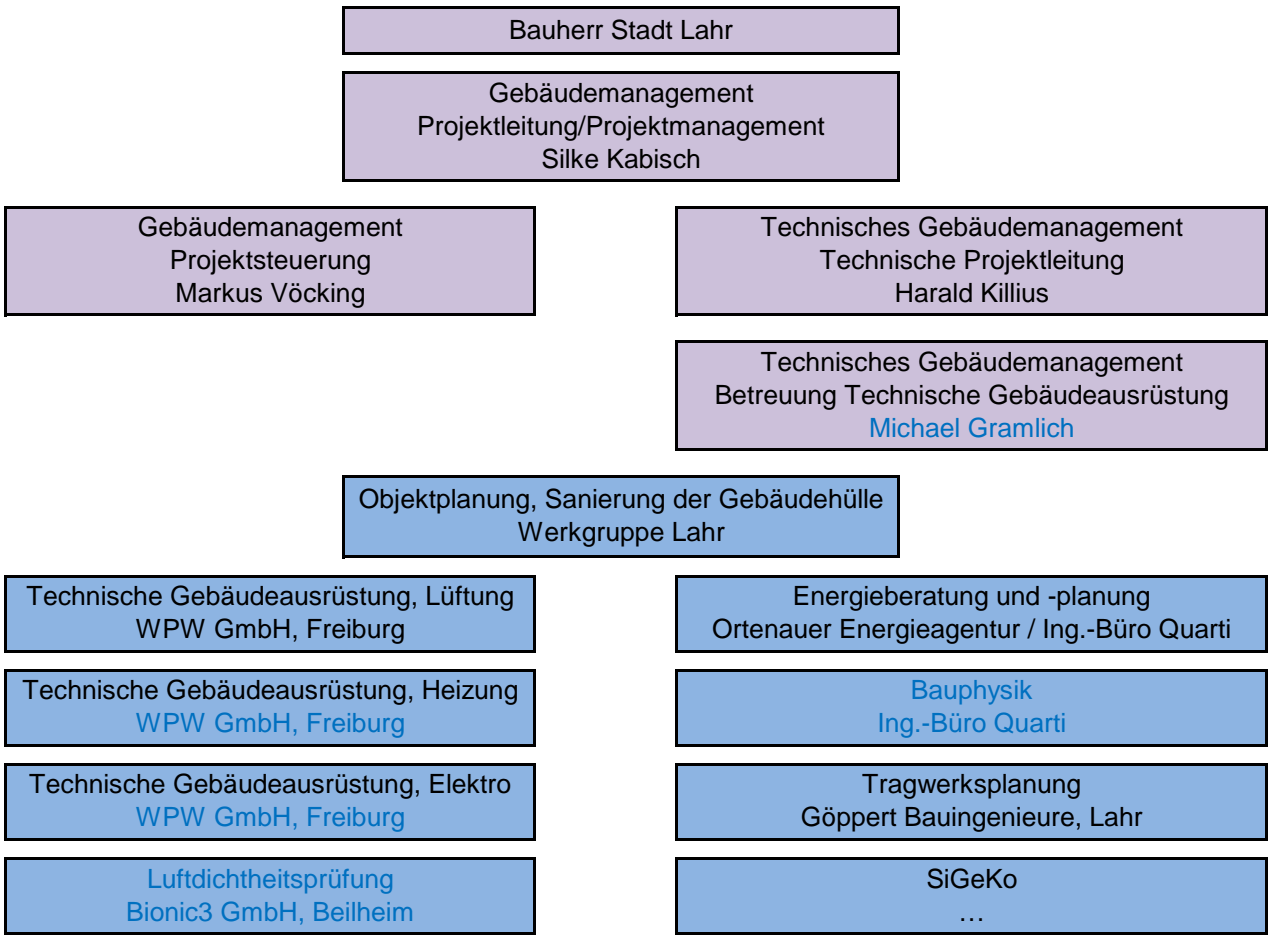 Bauherr Stadt Lahr
Gebäudemanagement
Projektleitung/Projektmanagement
Silke Kabisch
Gebäudemanagement
Projektsteuerung
Markus Vöcking
Technisches Gebäudemanagement
Technische Projektleitung
Harald Killius
Technisches Gebäudemanagement
Betreuung Technische Gebäudeausrüstung
Michael Gramlich
Objektplanung, Sanierung der Gebäudehülle
Werkgruppe Lahr
Technische Gebäudeausrüstung, Lüftung
WPW GmbH, Freiburg
Energieberatung und -planung
Ortenauer Energieagentur / Ing.-Büro Quarti
Technische Gebäudeausrüstung, Heizung
WPW GmbH, Freiburg
Bauphysik
Ing.-Büro Quarti
Technische Gebäudeausrüstung, Elektro
WPW GmbH, Freiburg
Tragwerksplanung
Göppert Bauingenieure, Lahr
Luftdichtheitsprüfung
Bionic3 GmbH, Beilheim
SiGeKo
…